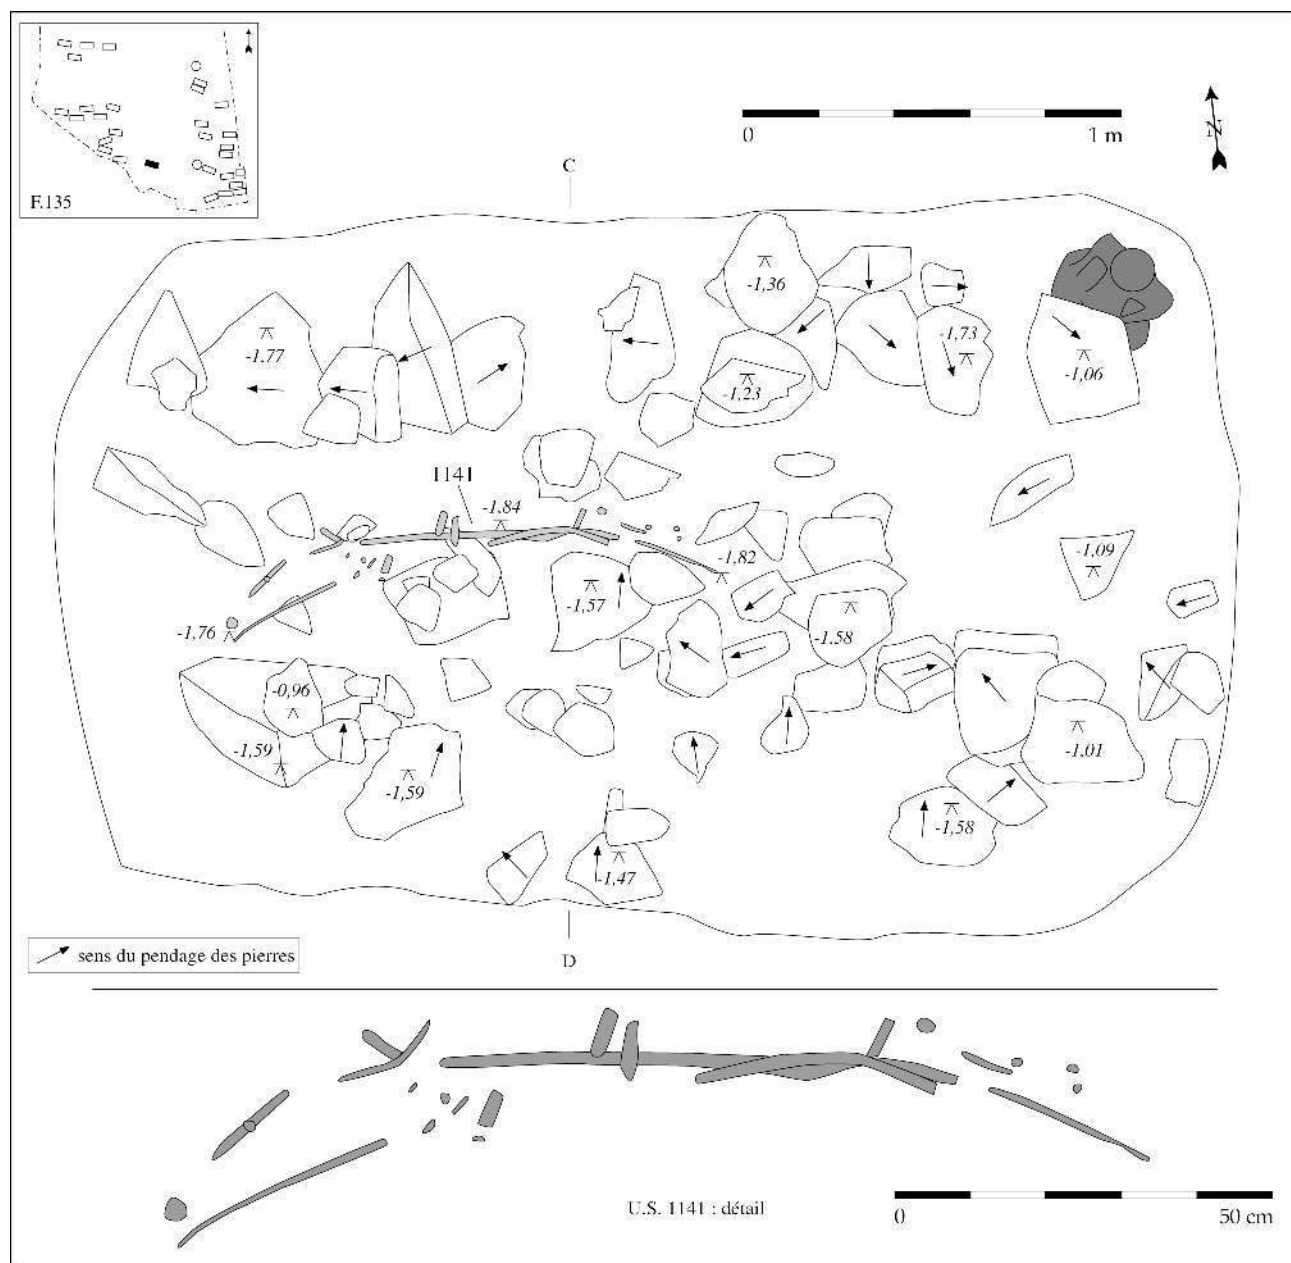 F.135
0 1 m
N
C
-1,36
-1,73
-1,77
-1,06
-1,23
1141
-1,84
-1,82
-1,09
-1,57
-1,58
-1,76
-0,96
-1,59
-1,01
-1,59
-1,58
-1,47
sens du pendage des pierres
D
U.S. 1141 : détail
0 50 cm